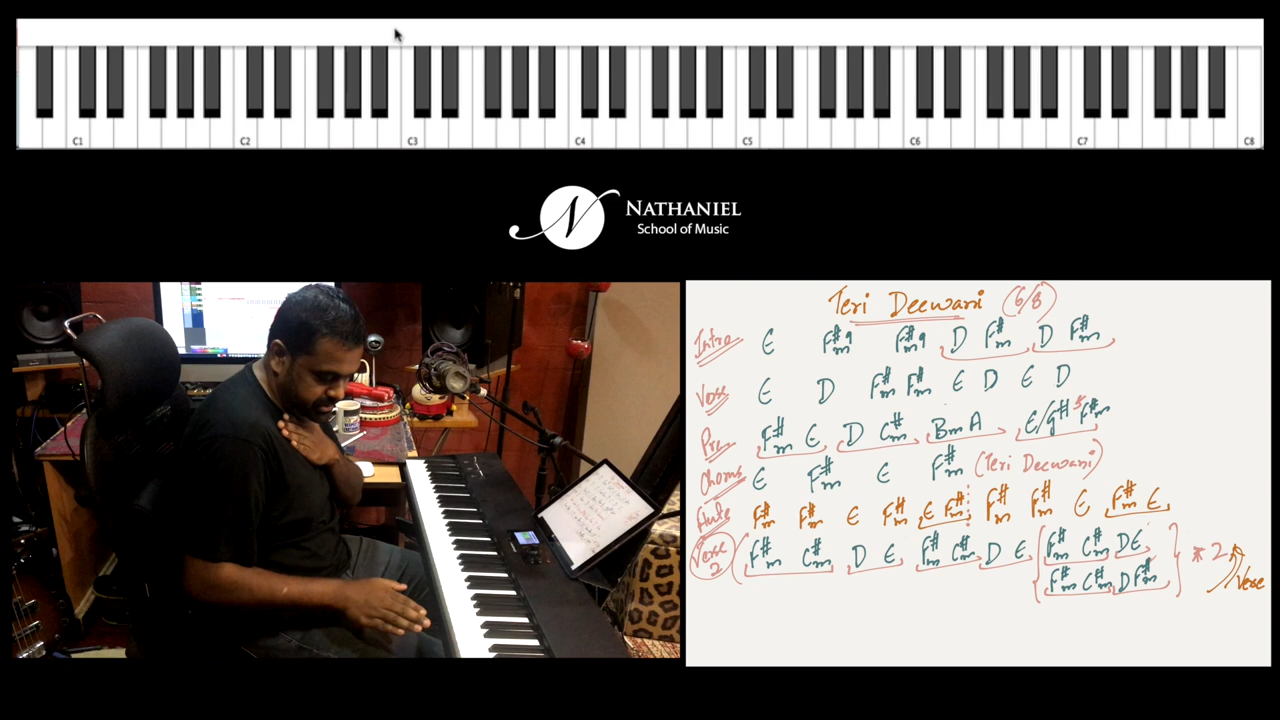 C1 C2 C3 C4 C5 C6 C7 C8
NATHANIEL
School of Music
Teri Deewani (6/8)
Intro E F#m9 F#m9 D F#m D F#m
Verse E D F#m F#m E D E D
Pre F#m E D C#m Bm A E/G# F#m
Chorus E F#m E F#m (Teri Deewani)
Flute F#m F#m E F#m E F#m F#m F#m E F#m E
Verse 2 F#m C#m D E F#m C#m D E F#m C#m D E
F#m C#m D F#m * 2
Verse